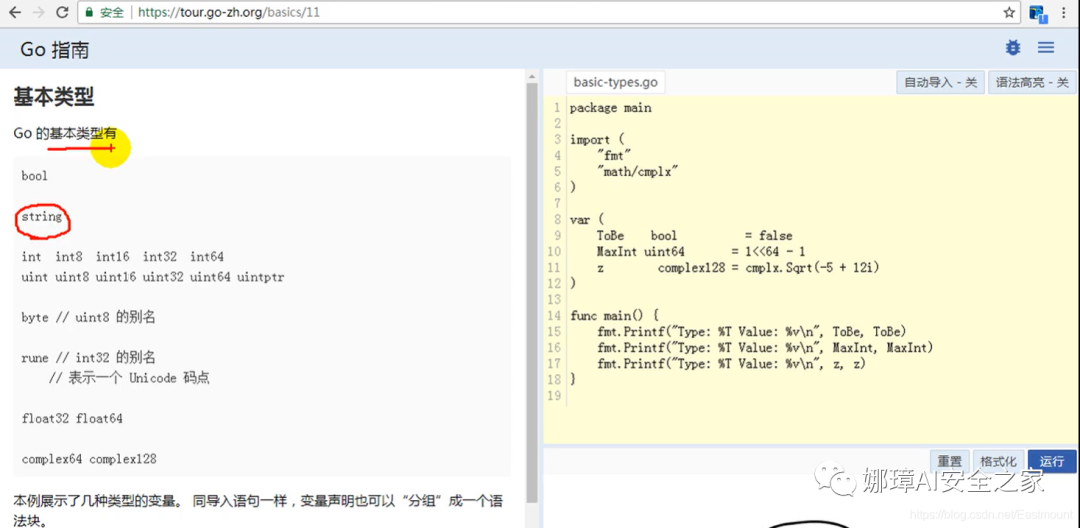 安全 | https://tour.go-zh.org/basics/11
Go 指南
基本类型
Go 的基本类型有
bool
string
int  int8  int16  int32  int64
uint uint8 uint16 uint32 uint64 uintptr
byte // uint8 的别名
rune // int32 的别名
    // 表示一个 Unicode 码点
float32 float64
complex64 complex128
本例展示了几种类型的变量。 同导入语句一样，变量声明也可以“分组”成一个语
法块。
basic-types.go
自动导入 - 关
语法高亮 - 关
1 package main
2
3 import (
4     "fmt"
5     "math/cmplx"
6 )
7
8 var (
9     ToBe    bool       = false
10     MaxInt uint64     = 1<<64 - 1
11     z       complex128 = cmplx.Sqrt(-5 + 12i)
12 )
13
14 func main() {
15     fmt.Printf("Type: %T Value: %v\n", ToBe, ToBe)
16     fmt.Printf("Type: %T Value: %v\n", MaxInt, MaxInt)
17     fmt.Printf("Type: %T Value: %v\n", z, z)
18 }
19
重置
格式化
运行
娜璋AI安全之家
https://blog.csdn.net/Eastmount